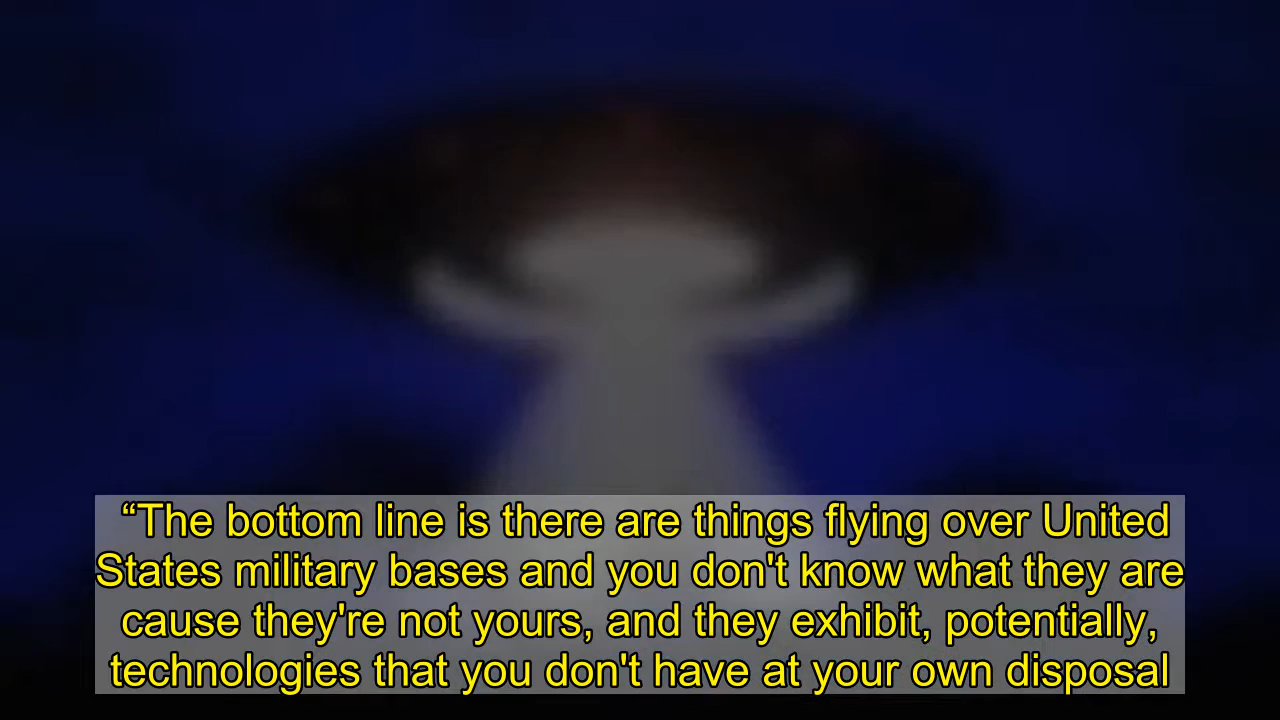 “The bottom line is there are things flying over United
States military bases and you don't know what they are
cause they're not yours, and they exhibit, potentially,
technologies that you don't have at your own disposal